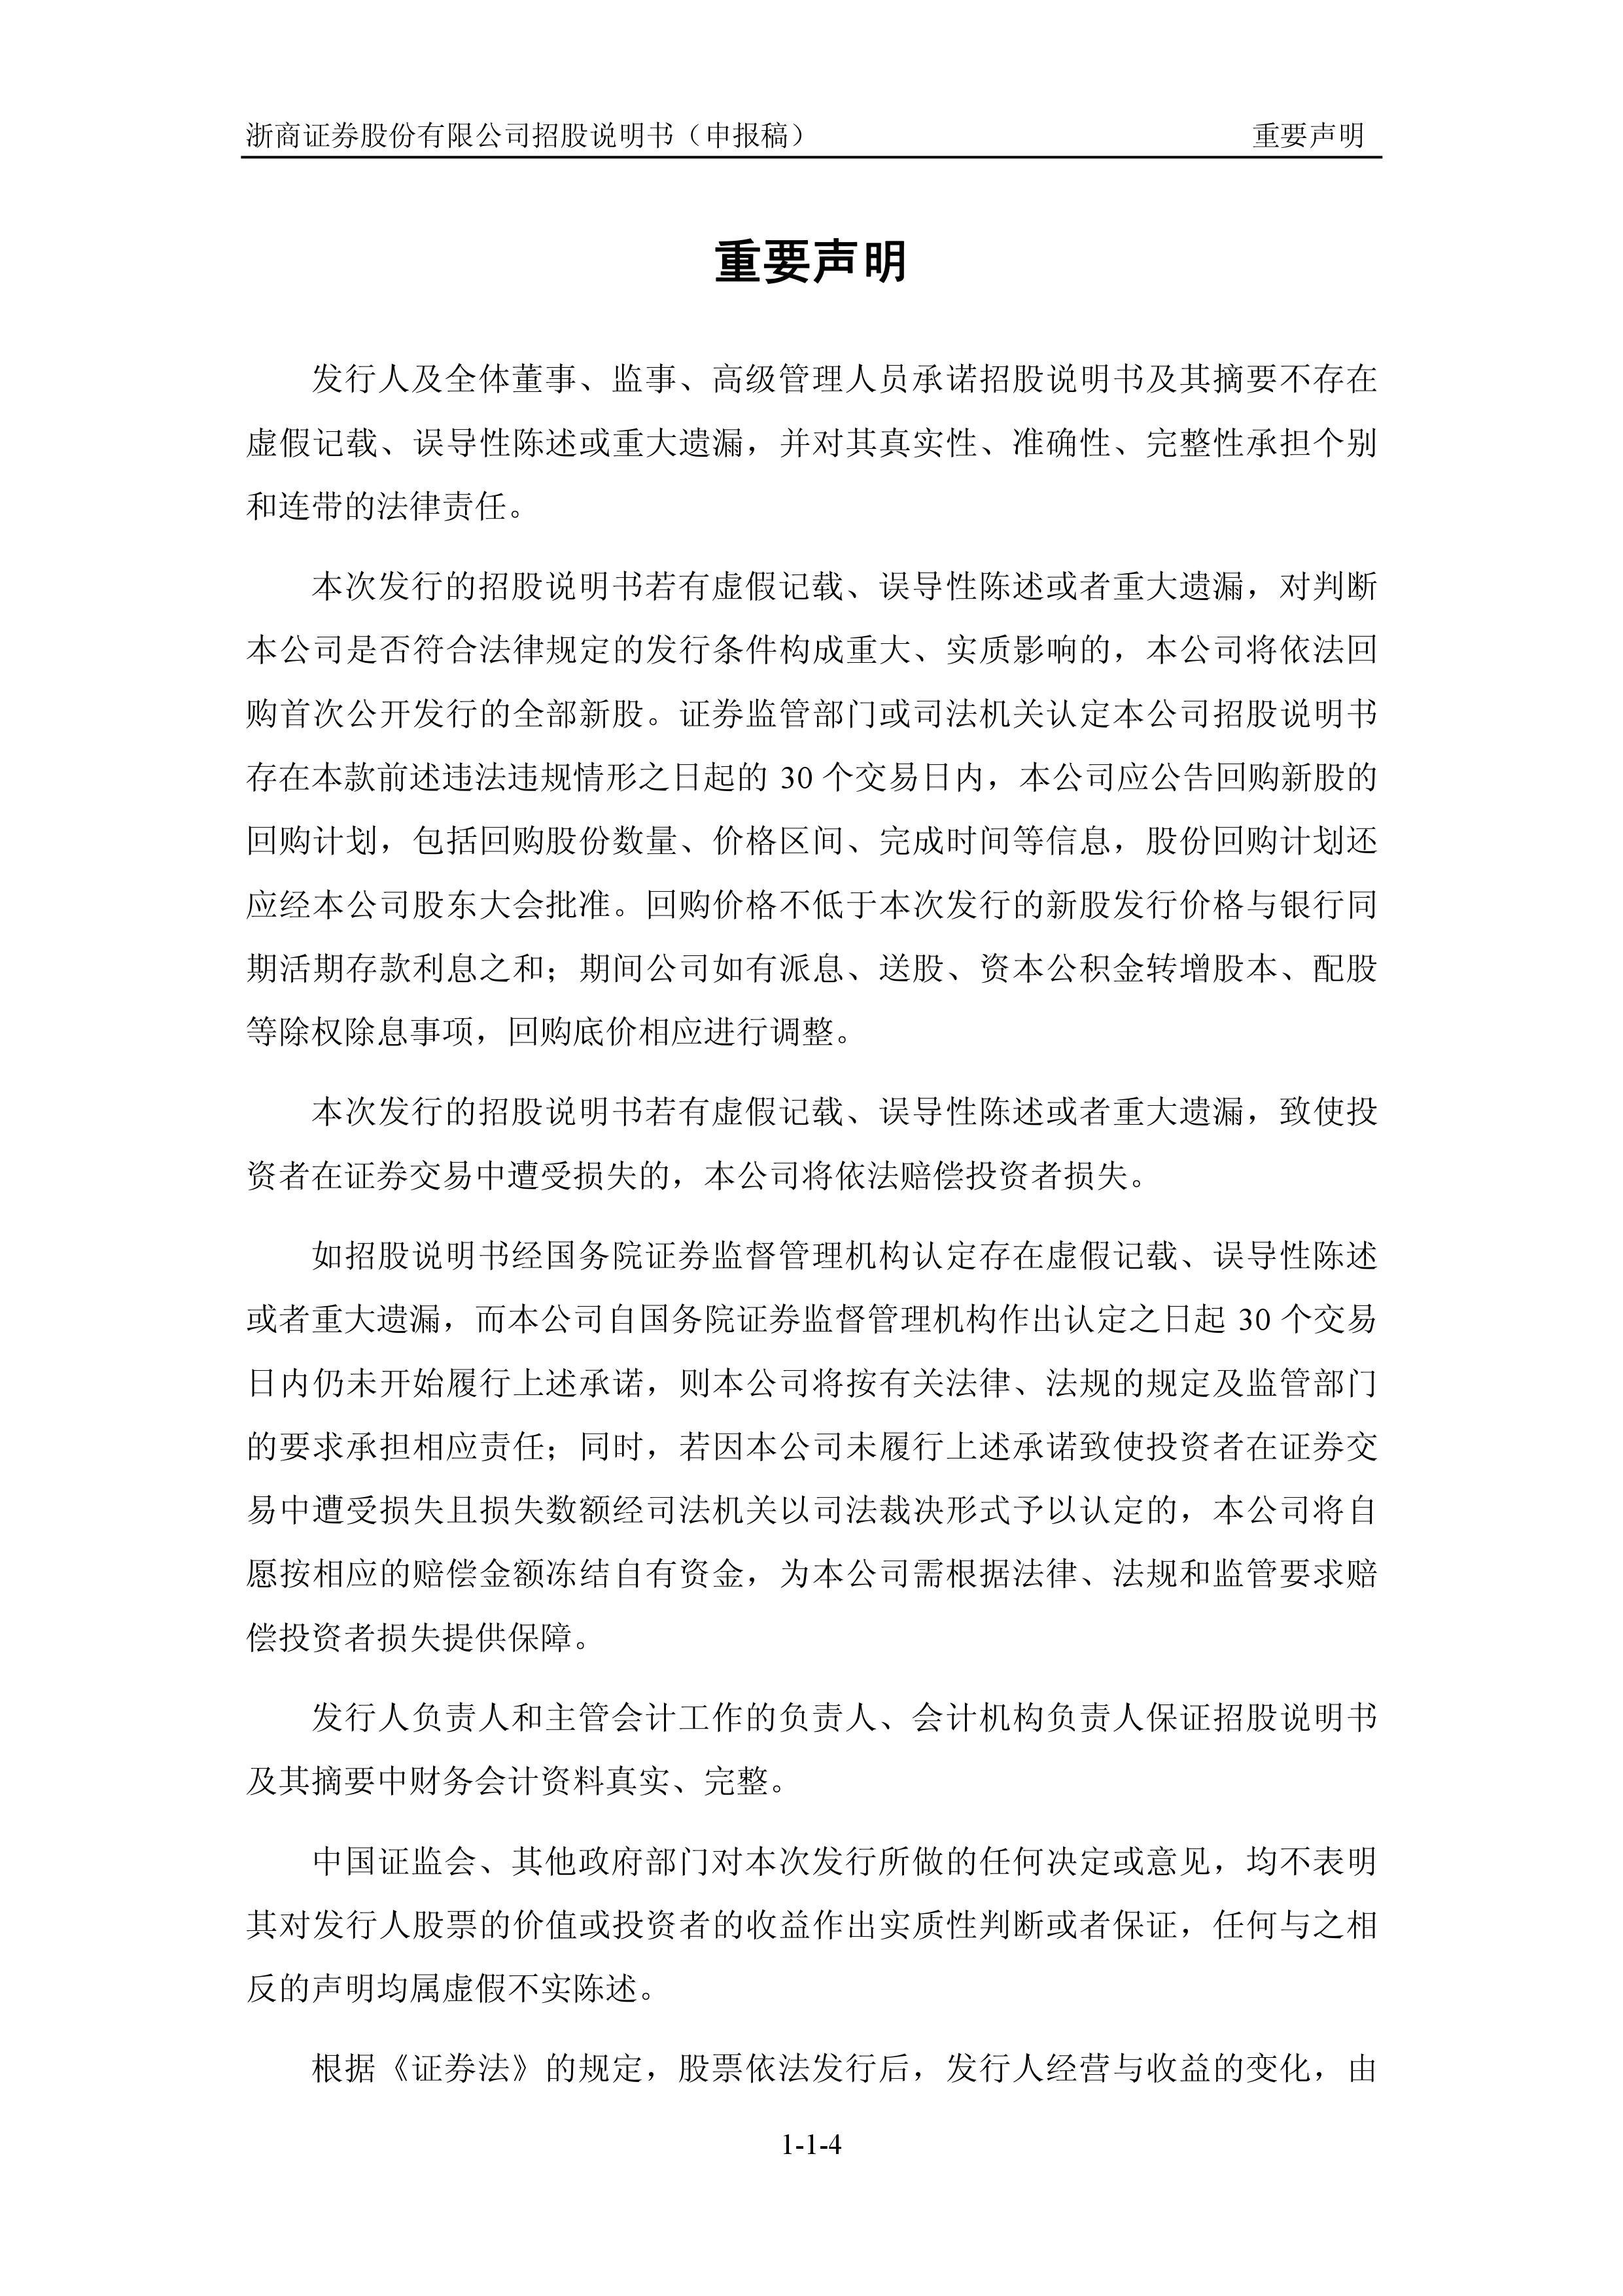 浙商证券股份有限公司招股说明书（申报稿） 重要声明
重要声明
发行人及全体董事、监事、高级管理人员承诺招股说明书及其摘要不存在
虚假记载、误导性陈述或重大遗漏，并对其真实性、准确性、完整性承担个别
和连带的法律责任。
本次发行的招股说明书若有虚假记载、误导性陈述或者重大遗漏，对判断
本公司是否符合法律规定的发行条件构成重大、实质影响的，本公司将依法回
购首次公开发行的全部新股。证券监管部门或司法机关认定本公司招股说明书
存在本款前述违法违规情形之日起的 30 个交易日内，本公司应公告回购新股的
回购计划，包括回购股份数量、价格区间、完成时间等信息，股份回购计划还
应经本公司股东大会批准。回购价格不低于本次发行的新股发行价格与银行同
期活期存款利息之和；期间公司如有派息、送股、资本公积金转增股本、配股
等除权除息事项，回购底价相应进行调整。
本次发行的招股说明书若有虚假记载、误导性陈述或者重大遗漏，致使投
资者在证券交易中遭受损失的，本公司将依法赔偿投资者损失。
如招股说明书经国务院证券监督管理机构认定存在虚假记载、误导性陈述
或者重大遗漏，而本公司自国务院证券监督管理机构作出认定之日起 30 个交易
日内仍未开始履行上述承诺，则本公司将按有关法律、法规的规定及监管部门
的要求承担相应责任；同时，若因本公司未履行上述承诺致使投资者在证券交
易中遭受损失且损失数额经司法机关以司法裁决形式予以认定的，本公司将自
愿按相应的赔偿金额冻结自有资金，为本公司需根据法律、法规和监管要求赔
偿投资者损失提供保障。
发行人负责人和主管会计工作的负责人、会计机构负责人保证招股说明书
及其摘要中财务会计资料真实、完整。
中国证监会、其他政府部门对本次发行所做的任何决定或意见，均不表明
其对发行人股票的价值或投资者的收益作出实质性判断或者保证，任何与之相
反的声明均属虚假不实陈述。
根据《证券法》的规定，股票依法发行后，发行人经营与收益的变化，由
1-1-4